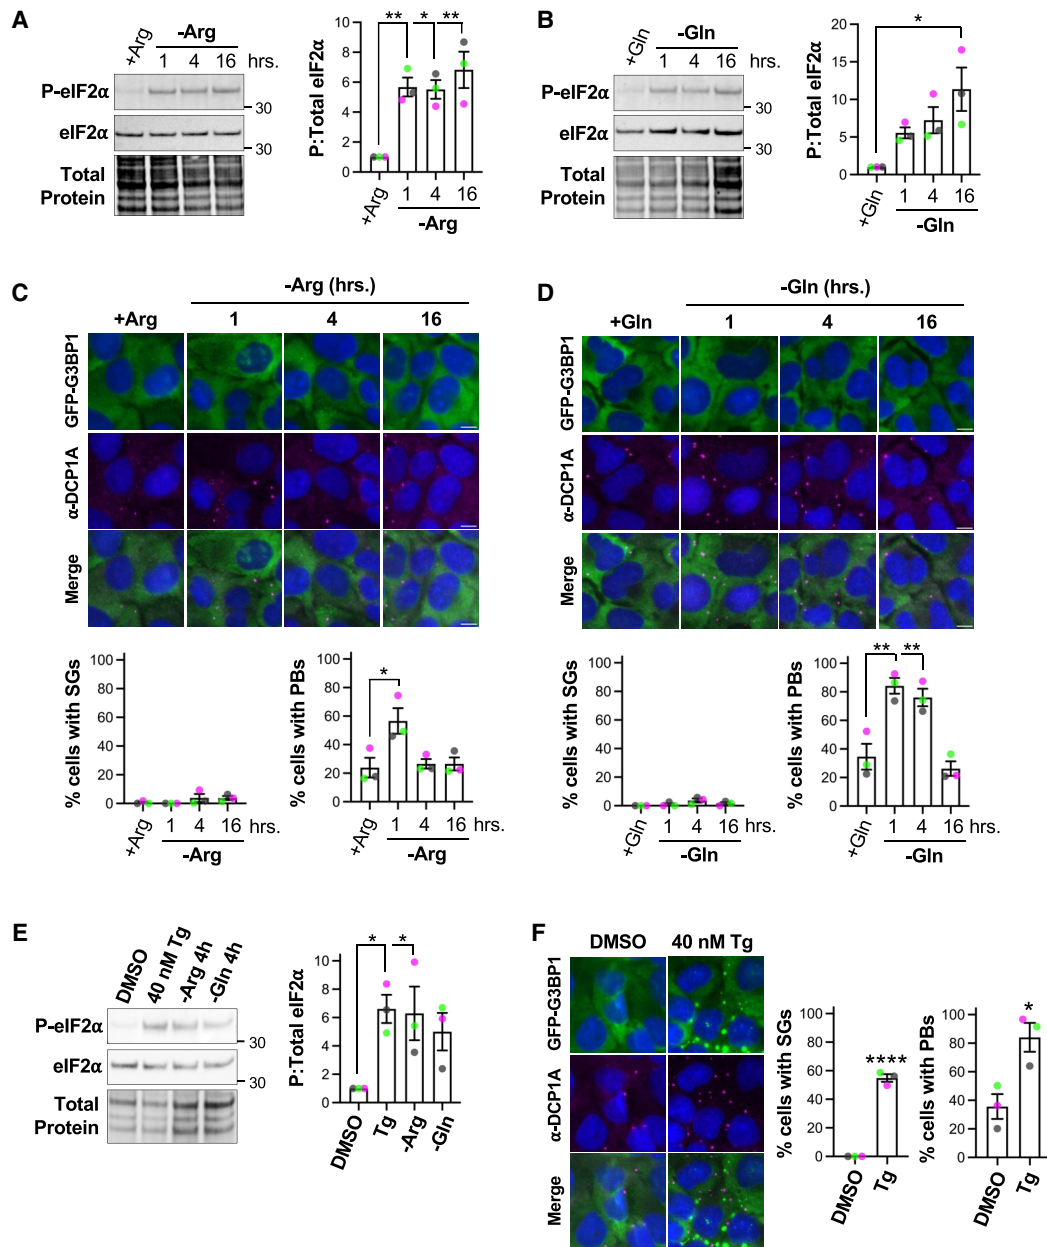 A
+Arg
-Arg
1 4 16 hrs.
P-eIF2α
30
eIF2α
30
Total
Protein
P:Total eIF2α
10
8
6
4
2
0
** * **
+Arg
1 4 16
-Arg
B
+Gln
-Gln
1 4 16 hrs.
P-eIF2α
30
eIF2α
30
Total
Protein
P:Total eIF2α
20
15
10
5
0
*
+Gln
1 4 16
-Gln
C
-Arg (hrs.)
+Arg 1 4 16
GFP-G3BP1
α-DCP1A
Merge
% cells with SGs
100
80
60
40
20
0
+Arg
1 4 16 hrs.
-Arg
% cells with PBs
100
80
60
40
20
0
*
+Arg
1 4 16 hrs.
-Arg
D
-Gln (hrs.)
+Gln 1 4 16
GFP-G3BP1
α-DCP1A
Merge
% cells with SGs
100
80
60
40
20
0
+Gln
1 4 16 hrs.
-Gln
% cells with PBs
100
80
60
40
20
0
** **
+Gln
1 4 16 hrs.
-Gln
E
DMSO
40 nM Tg
-Arg 4h
-Gln 4h
P-eIF2α
30
eIF2α
30
Total
Protein
P:Total eIF2α
10
8
6
4
2
0
* *
DMSO
Tg
-Arg
-Gln
F
DMSO 40 nM Tg
GFP-G3BP1
α-DCP1A
Merge
% cells with SGs
100
80
60
40
20
0
****
DMSO
Tg
% cells with PBs
100
80
60
40
20
0
*
DMSO
Tg